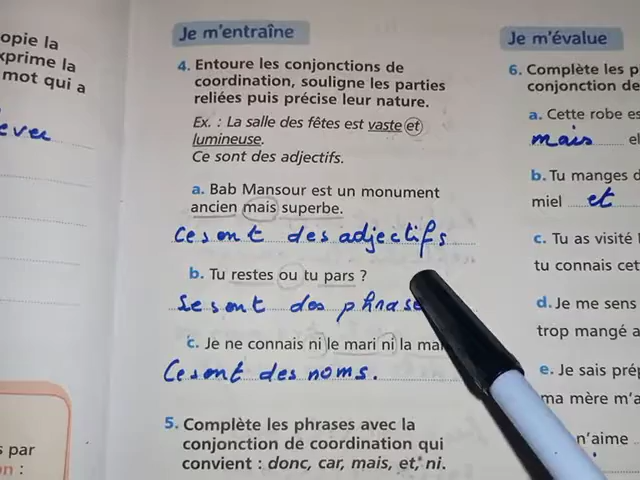 opie la
xprime la
mot qui a
ever
s par
on :
Je m'entraîne
4. Entoure les conjonctions de
coordination, souligne les parties
reliées puis précise leur nature.
Ex. : La salle des fêtes est vaste et
lumineuse.
Ce sont des adjectifs.
a. Bab Mansour est un monument
ancien mais superbe.
ce sont des adjectifs
b. Tu restes ou tu pars ?
se sont des phrase
c. Je ne connais ni le mari ni la ma
Ce sont des noms.
5. Complète les phrases avec la
conjonction de coordination qui
convient : donc, car, mais, et, ni.
Je m'évalue
6. Complète les p
conjonction de
a. Cette robe es
mais el
b. Tu manges d
miel et
c. Tu as visité
tu connais cet
d. Je me sens
trop mangé a
e. Je sais prép
ma mère m'a
n'aime